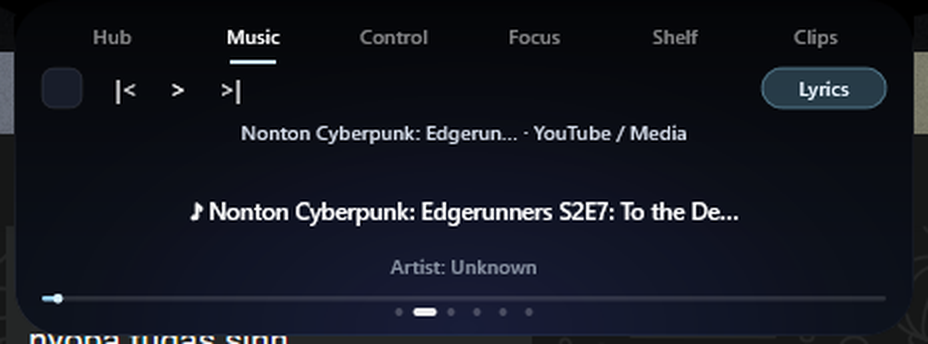 Hub Music Control Focus Shelf Clips
|< > >| Lyrics
Nonton Cyberpunk: Edgerun... · YouTube / Media
♪ Nonton Cyberpunk: Edgerunners S2E7: To the De...
Artist: Unknown